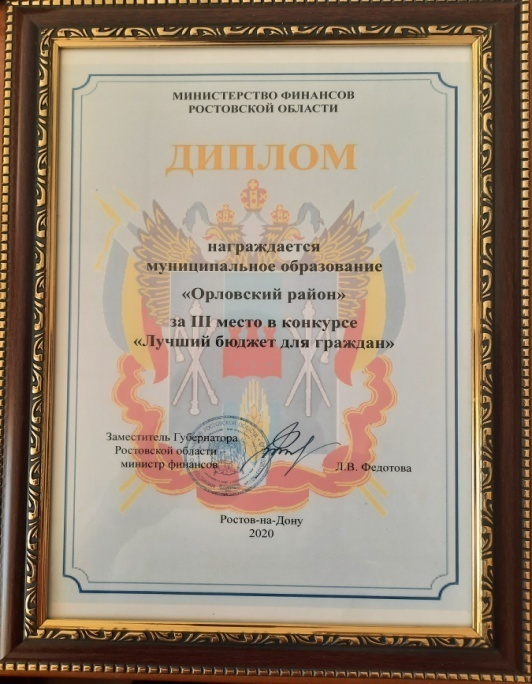 МИНИСТЕРСТВО ФИНАНСОВ
РОСТОВСКОЙ ОБЛАСТИ
ДИПЛОМ
награждается
муниципальное образование
«Орловский район»
за III место в конкурсе
«Лучший бюджет для граждан»
Заместитель Губернатора
Ростовской области
министр финансов
Л.В. Федотова
Ростов-на-Дону
2020